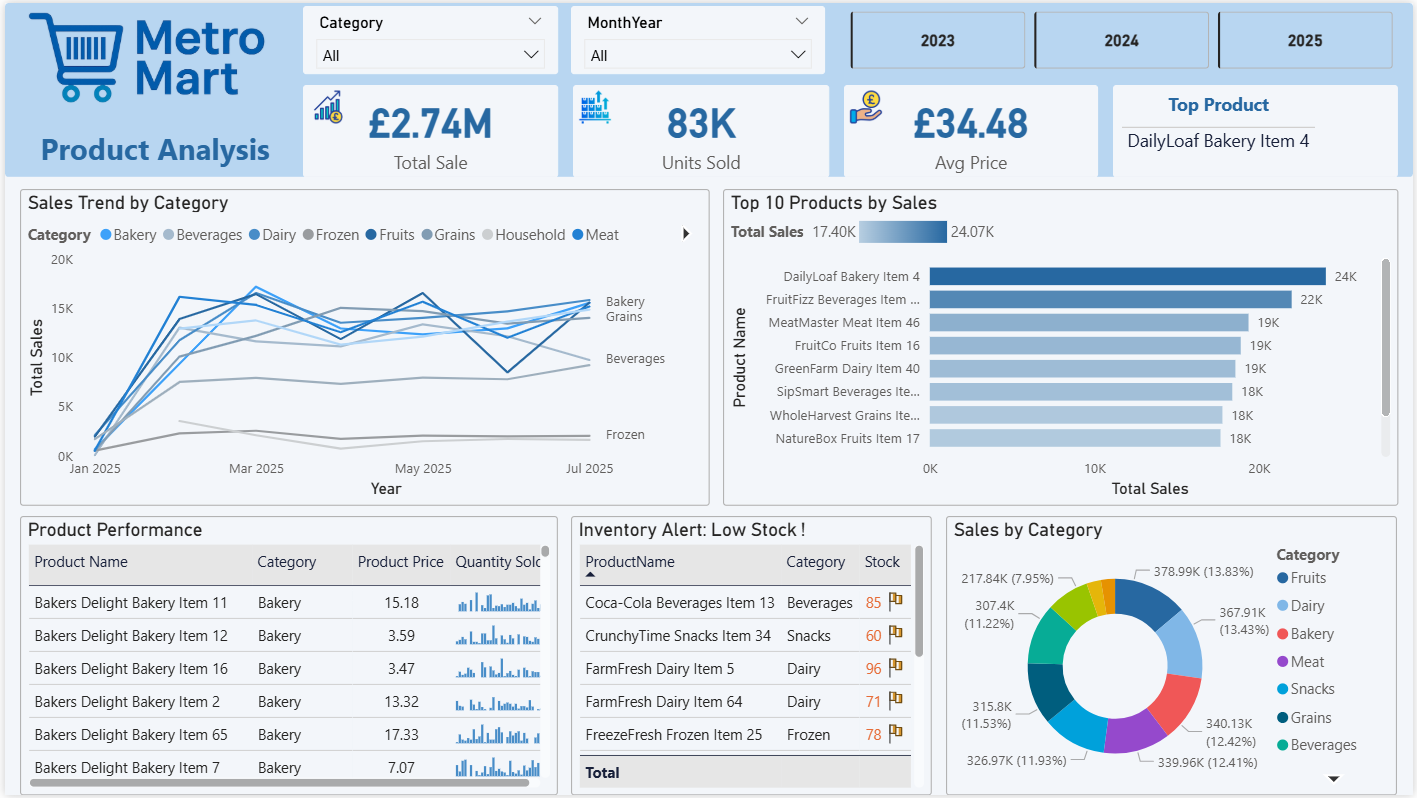 Metro
Mart
Product Analysis
Category
All
MonthYear
All
2023
2024
2025
£2.74M
Total Sale
83K
Units Sold
£34.48
Avg Price
Top Product
DailyLoaf Bakery Item 4
Sales Trend by Category
Category Bakery Beverages Dairy Frozen Fruits Grains Household Meat
20K
15K
10K
5K
0K
Total Sales
Bakery
Grains
Beverages
Frozen
Jan 2025 Mar 2025 May 2025 Jul 2025
Year
Top 10 Products by Sales
Total Sales 17.40K 24.07K
Product Name
DailyLoaf Bakery Item 4 24K
FruitFizz Beverages Item ... 22K
MeatMaster Meat Item 46 19K
FruitCo Fruits Item 16 19K
GreenFarm Dairy Item 40 19K
SipSmart Beverages Ite... 18K
WholeHarvest Grains Ite... 18K
NatureBox Fruits Item 17 18K
0K 10K 20K
Total Sales
Product Performance
Product Name Category Product Price Quantity Solc
Bakers Delight Bakery Item 11 Bakery 15.18
Bakers Delight Bakery Item 12 Bakery 3.59
Bakers Delight Bakery Item 16 Bakery 3.47
Bakers Delight Bakery Item 2 Bakery 13.32
Bakers Delight Bakery Item 65 Bakery 17.33
Bakers Delight Bakery Item 7 Bakery 7.07
Inventory Alert: Low Stock !
ProductName Category Stock
Coca-Cola Beverages Item 13 Beverages 85
CrunchyTime Snacks Item 34 Snacks 60
FarmFresh Dairy Item 5 Dairy 96
FarmFresh Dairy Item 64 Dairy 71
FreezeFresh Frozen Item 25 Frozen 78
Total
Sales by Category
378.99K (13.83%)
367.91K
(13.43%)
340.13K
(12.42%)
339.96K (12.41%)
326.97K (11.93%)
315.8K
(11.53%)
307.4K
(11.22%)
217.84K (7.95%)
Category
Fruits
Dairy
Bakery
Meat
Snacks
Grains
Beverages